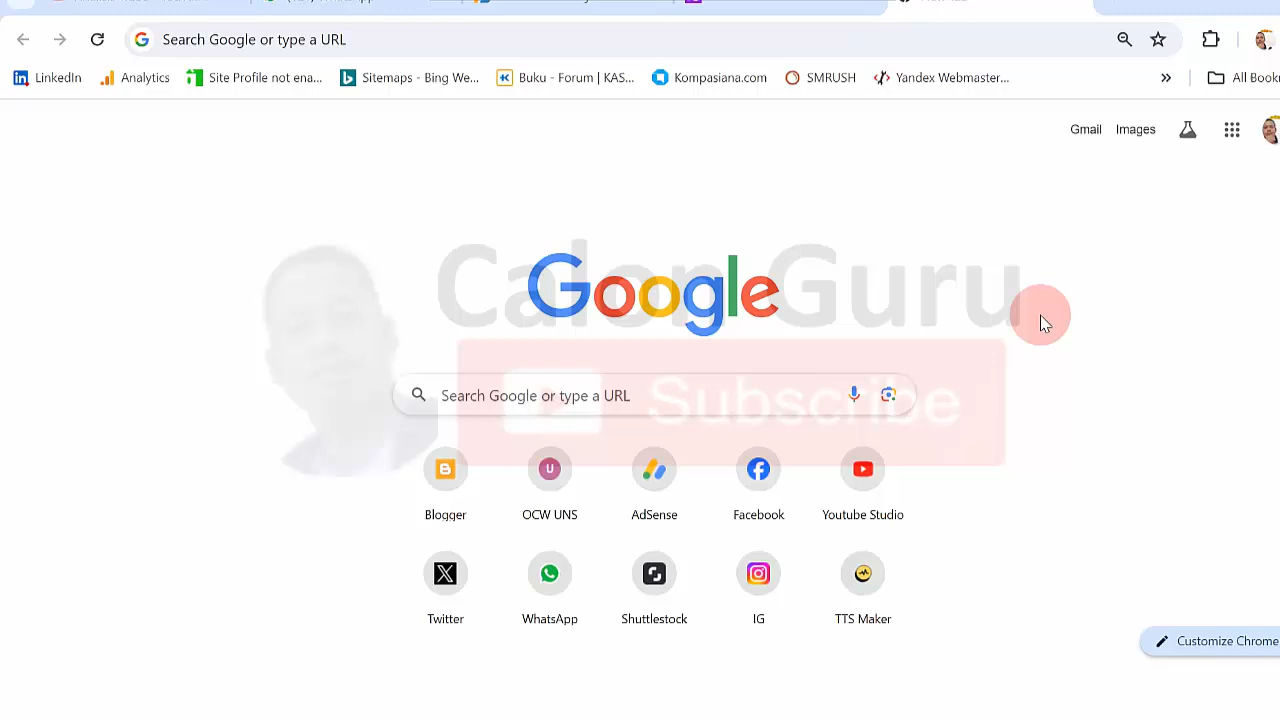 Search Google or type a URL
LinkedIn Analytics Site Profile not ena... Sitemaps - Bing We... Buku - Forum | KAS... Kompasiana.com SMRUSH Yandex Webmaster... » All Book
Gmail Images
Calon Guru
Google
Subscribe
Search Google or type a URL
Blogger OCW UNS AdSense Facebook Youtube Studio
Twitter WhatsApp Shuttlestock IG TTS Maker
Customize Chrome